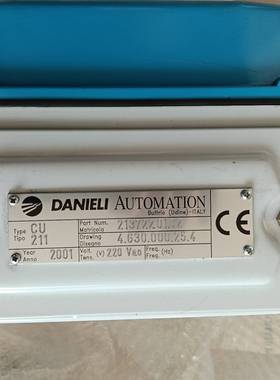 DANIELI AUTOMATION
Buttrio (Udine)-ITALY
Type Tipo CU 211
Part Num. Matricola
Drawing Disegno 4.630.000.25.4
Year Anno 2001 Volt. Tens. (V) 220 Freq. Freq. (Hz)
CE